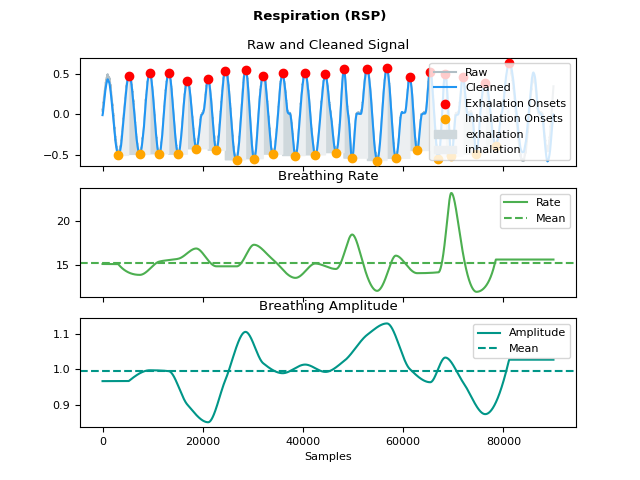 Respiration (RSP)
Raw and Cleaned Signal
0.5
0.0
−0.5
Raw
Cleaned
Exhalation Onsets
Inhalation Onsets
exhalation
inhalation
Breathing Rate
20
15
Rate
Mean
Breathing Amplitude
1.1
1.0
0.9
Amplitude
Mean
0 20000 40000 60000 80000
Samples